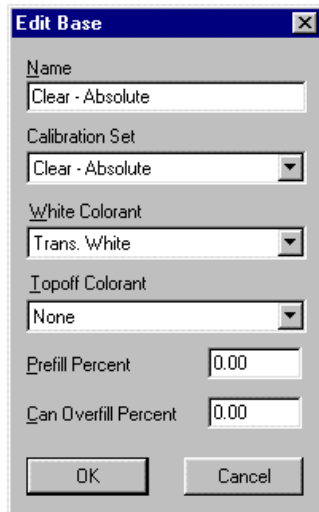 Edit Base
Name
Clear - Absolute
Calibration Set
Clear - Absolute
White Colorant
Trans. White
Topoff Colorant
None
Prefill Percent 0.00
Can Overfill Percent 0.00
OK Cancel